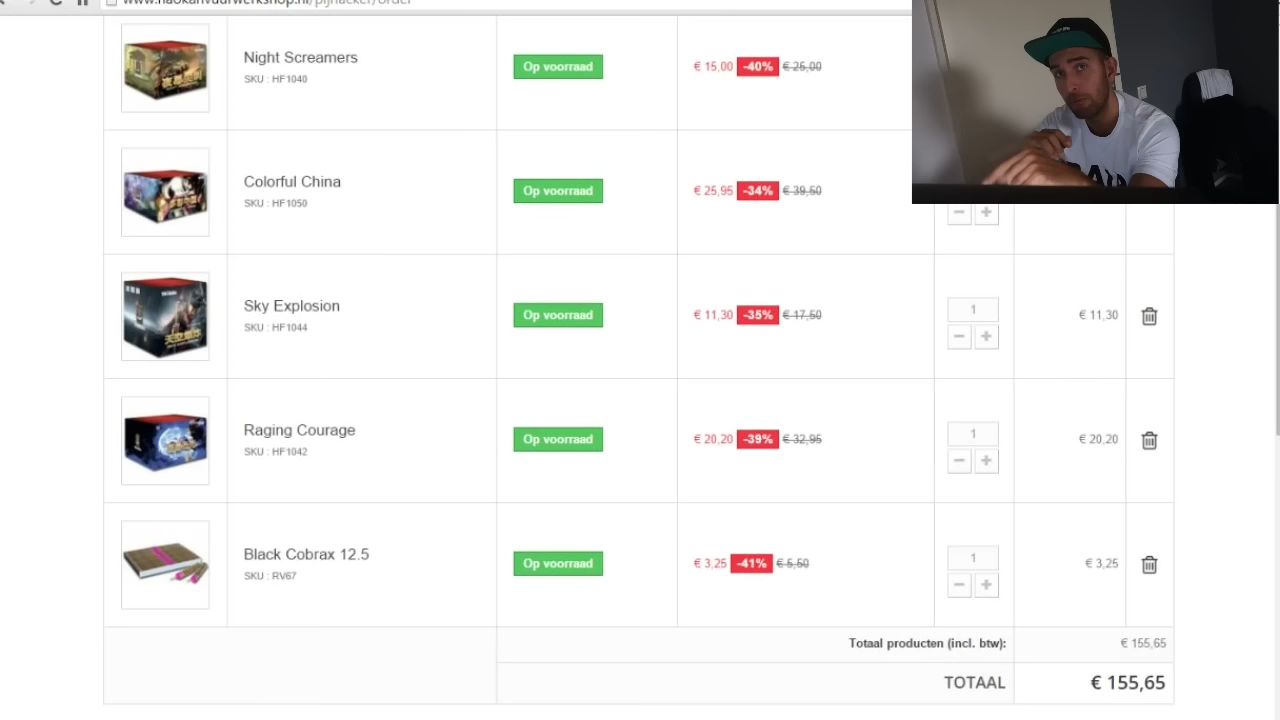 Night Screamers
SKU : HF1040
Op voorraad
€ 15,00 -40% € 25,00
Colorful China
SKU : HF1050
Op voorraad
€ 25,95 -34% € 39,50
Sky Explosion
SKU : HF1044
Op voorraad
€ 11,30 -35% € 17,50
1
€ 11,30
Raging Courage
SKU : HF1042
Op voorraad
€ 20,20 -39% € 32,95
1
€ 20,20
Black Cobrax 12.5
SKU : RV67
Op voorraad
€ 3,25 -41% € 5,50
1
€ 3,25
Totaal producten (incl. btw): € 155,65
TOTAAL € 155,65